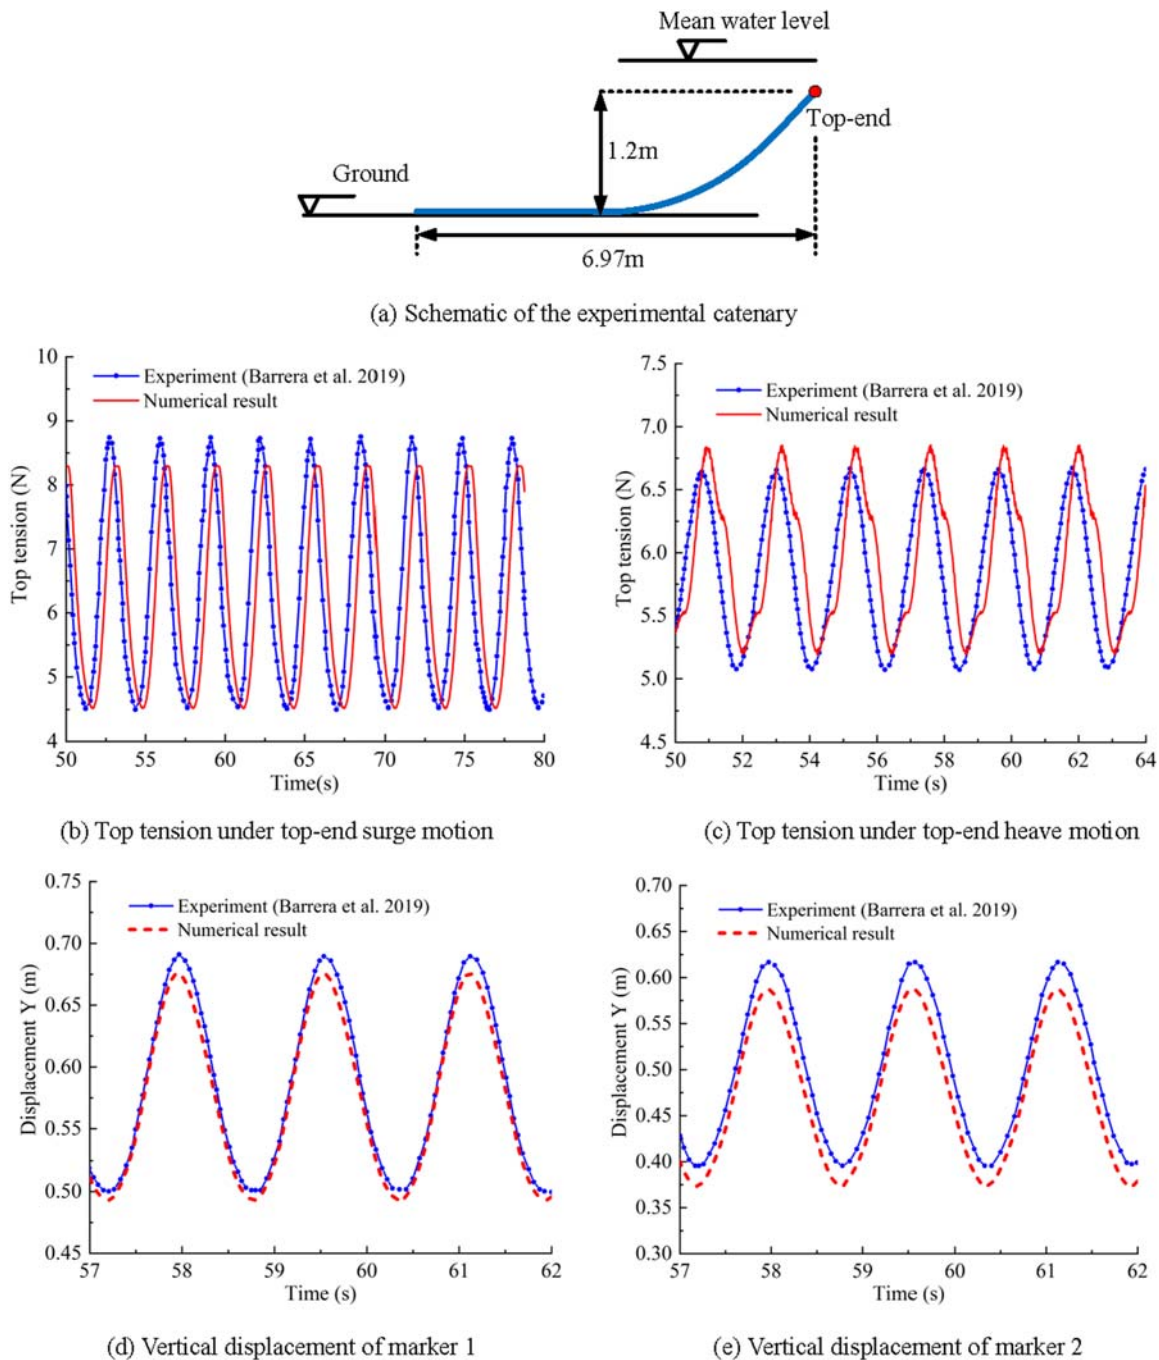 Mean water level
Top-end
1.2m
Ground
6.97m
(a) Schematic of the experimental catenary
10
9
8
7
6
5
4
Top tension (N)
Experiment (Barrera et al. 2019)
Numerical result
50 55 60 65 70 75 80
Time(s)
(b) Top tension under top-end surge motion
7.5
7.0
6.5
6.0
5.5
5.0
4.5
Top tension (N)
Experiment (Barrera et al. 2019)
Numerical result
50 52 54 56 58 60 62 64
Time (s)
(c) Top tension under top-end heave motion
0.75
0.70
0.65
0.60
0.55
0.50
0.45
Displacement Y (m)
Experiment (Barrera et al. 2019)
Numerical result
57 58 59 60 61 62
Time (s)
(d) Vertical displacement of marker 1
0.70
0.65
0.60
0.55
0.50
0.45
0.40
0.35
0.30
Displacement Y (m)
Experiment (Barrera et al. 2019)
Numerical result
57 58 59 60 61 62
Time (s)
(e) Vertical displacement of marker 2